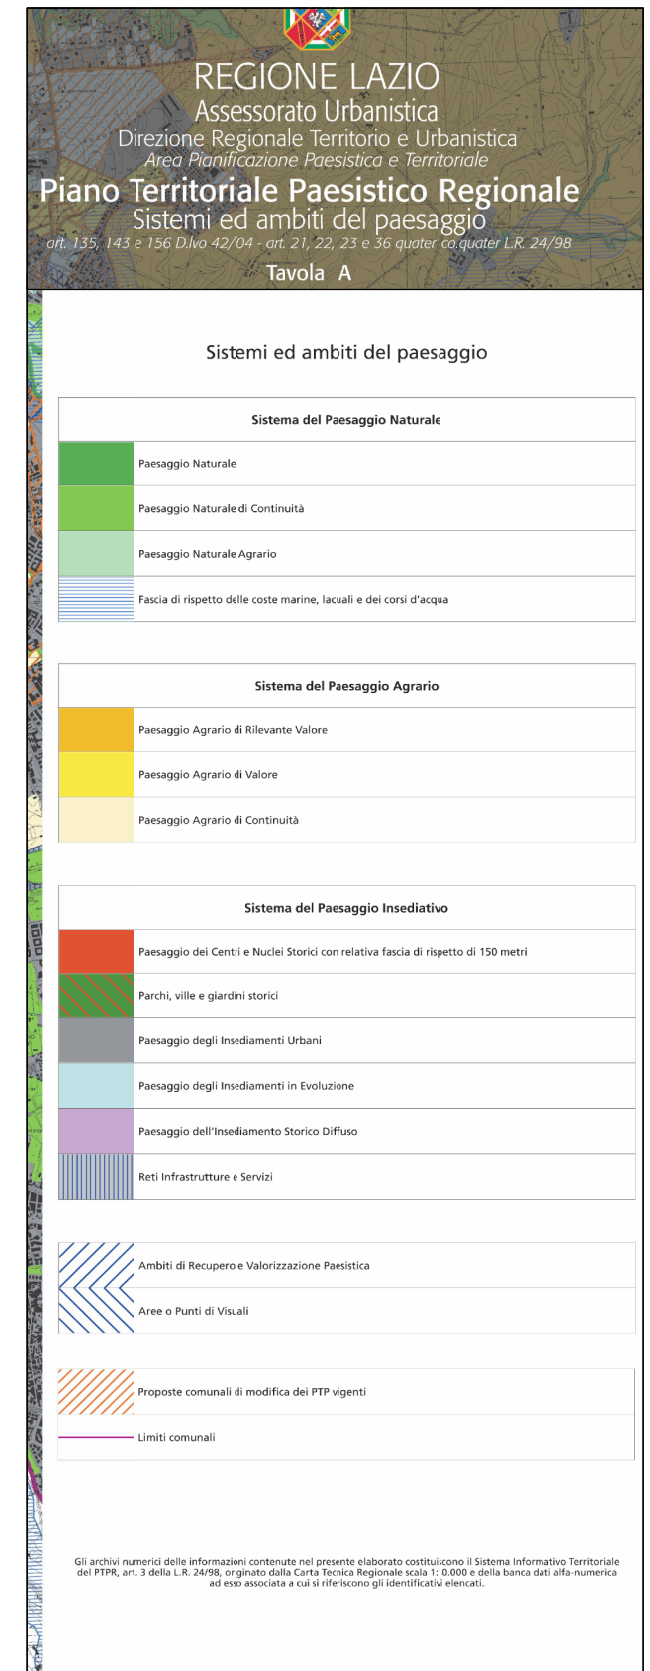 REGIONE LAZIO
Assessorato Urbanistica
Direzione Regionale Territorio e Urbanistica
Area Pianificazione Paesistica e Territoriale
Piano Territoriale Paesistico Regionale
Sistemi ed ambiti del paesaggio
art. 135, 143 e 156 D.lvo 42/04 - art. 21, 22, 23 e 36 quater co.quater L.R. 24/98
Tavola A
Sistemi ed ambiti del paesaggio
Sistema del Paesaggio Naturale
Paesaggio Naturale
Paesaggio Naturale di Continuità
Paesaggio Naturale Agrario
Fascia di rispetto delle coste marine, lacuali e dei corsi d'acqua
Sistema del Paesaggio Agrario
Paesaggio Agrario di Rilevante Valore
Paesaggio Agrario di Valore
Paesaggio Agrario di Continuità
Sistema del Paesaggio Insediativo
Paesaggio dei Centri e Nuclei Storici con relativa fascia di rispetto di 150 metri
Parchi, ville e giardini storici
Paesaggio degli Insediamenti Urbani
Paesaggio degli Insediamenti in Evoluzione
Paesaggio dell'Insediamento Storico Diffuso
Reti Infrastrutture e Servizi
Ambiti di Recupero e Valorizzazione Paesistica
Aree o Punti di Visuali
Proposte comunali di modifica dei PTP vigenti
Limiti comunali
Gli archivi numerici delle informazioni contenute nel presente elaborato costituiscono il Sistema Informativo Territoriale
del PTPR, art. 3 della L.R. 24/98, orginato dalla Carta Tecnica Regionale scala 1: 0.000 e della banca dati alfa-numerica
ad esso associata a cui si riferiscono gli identificativi elencati.